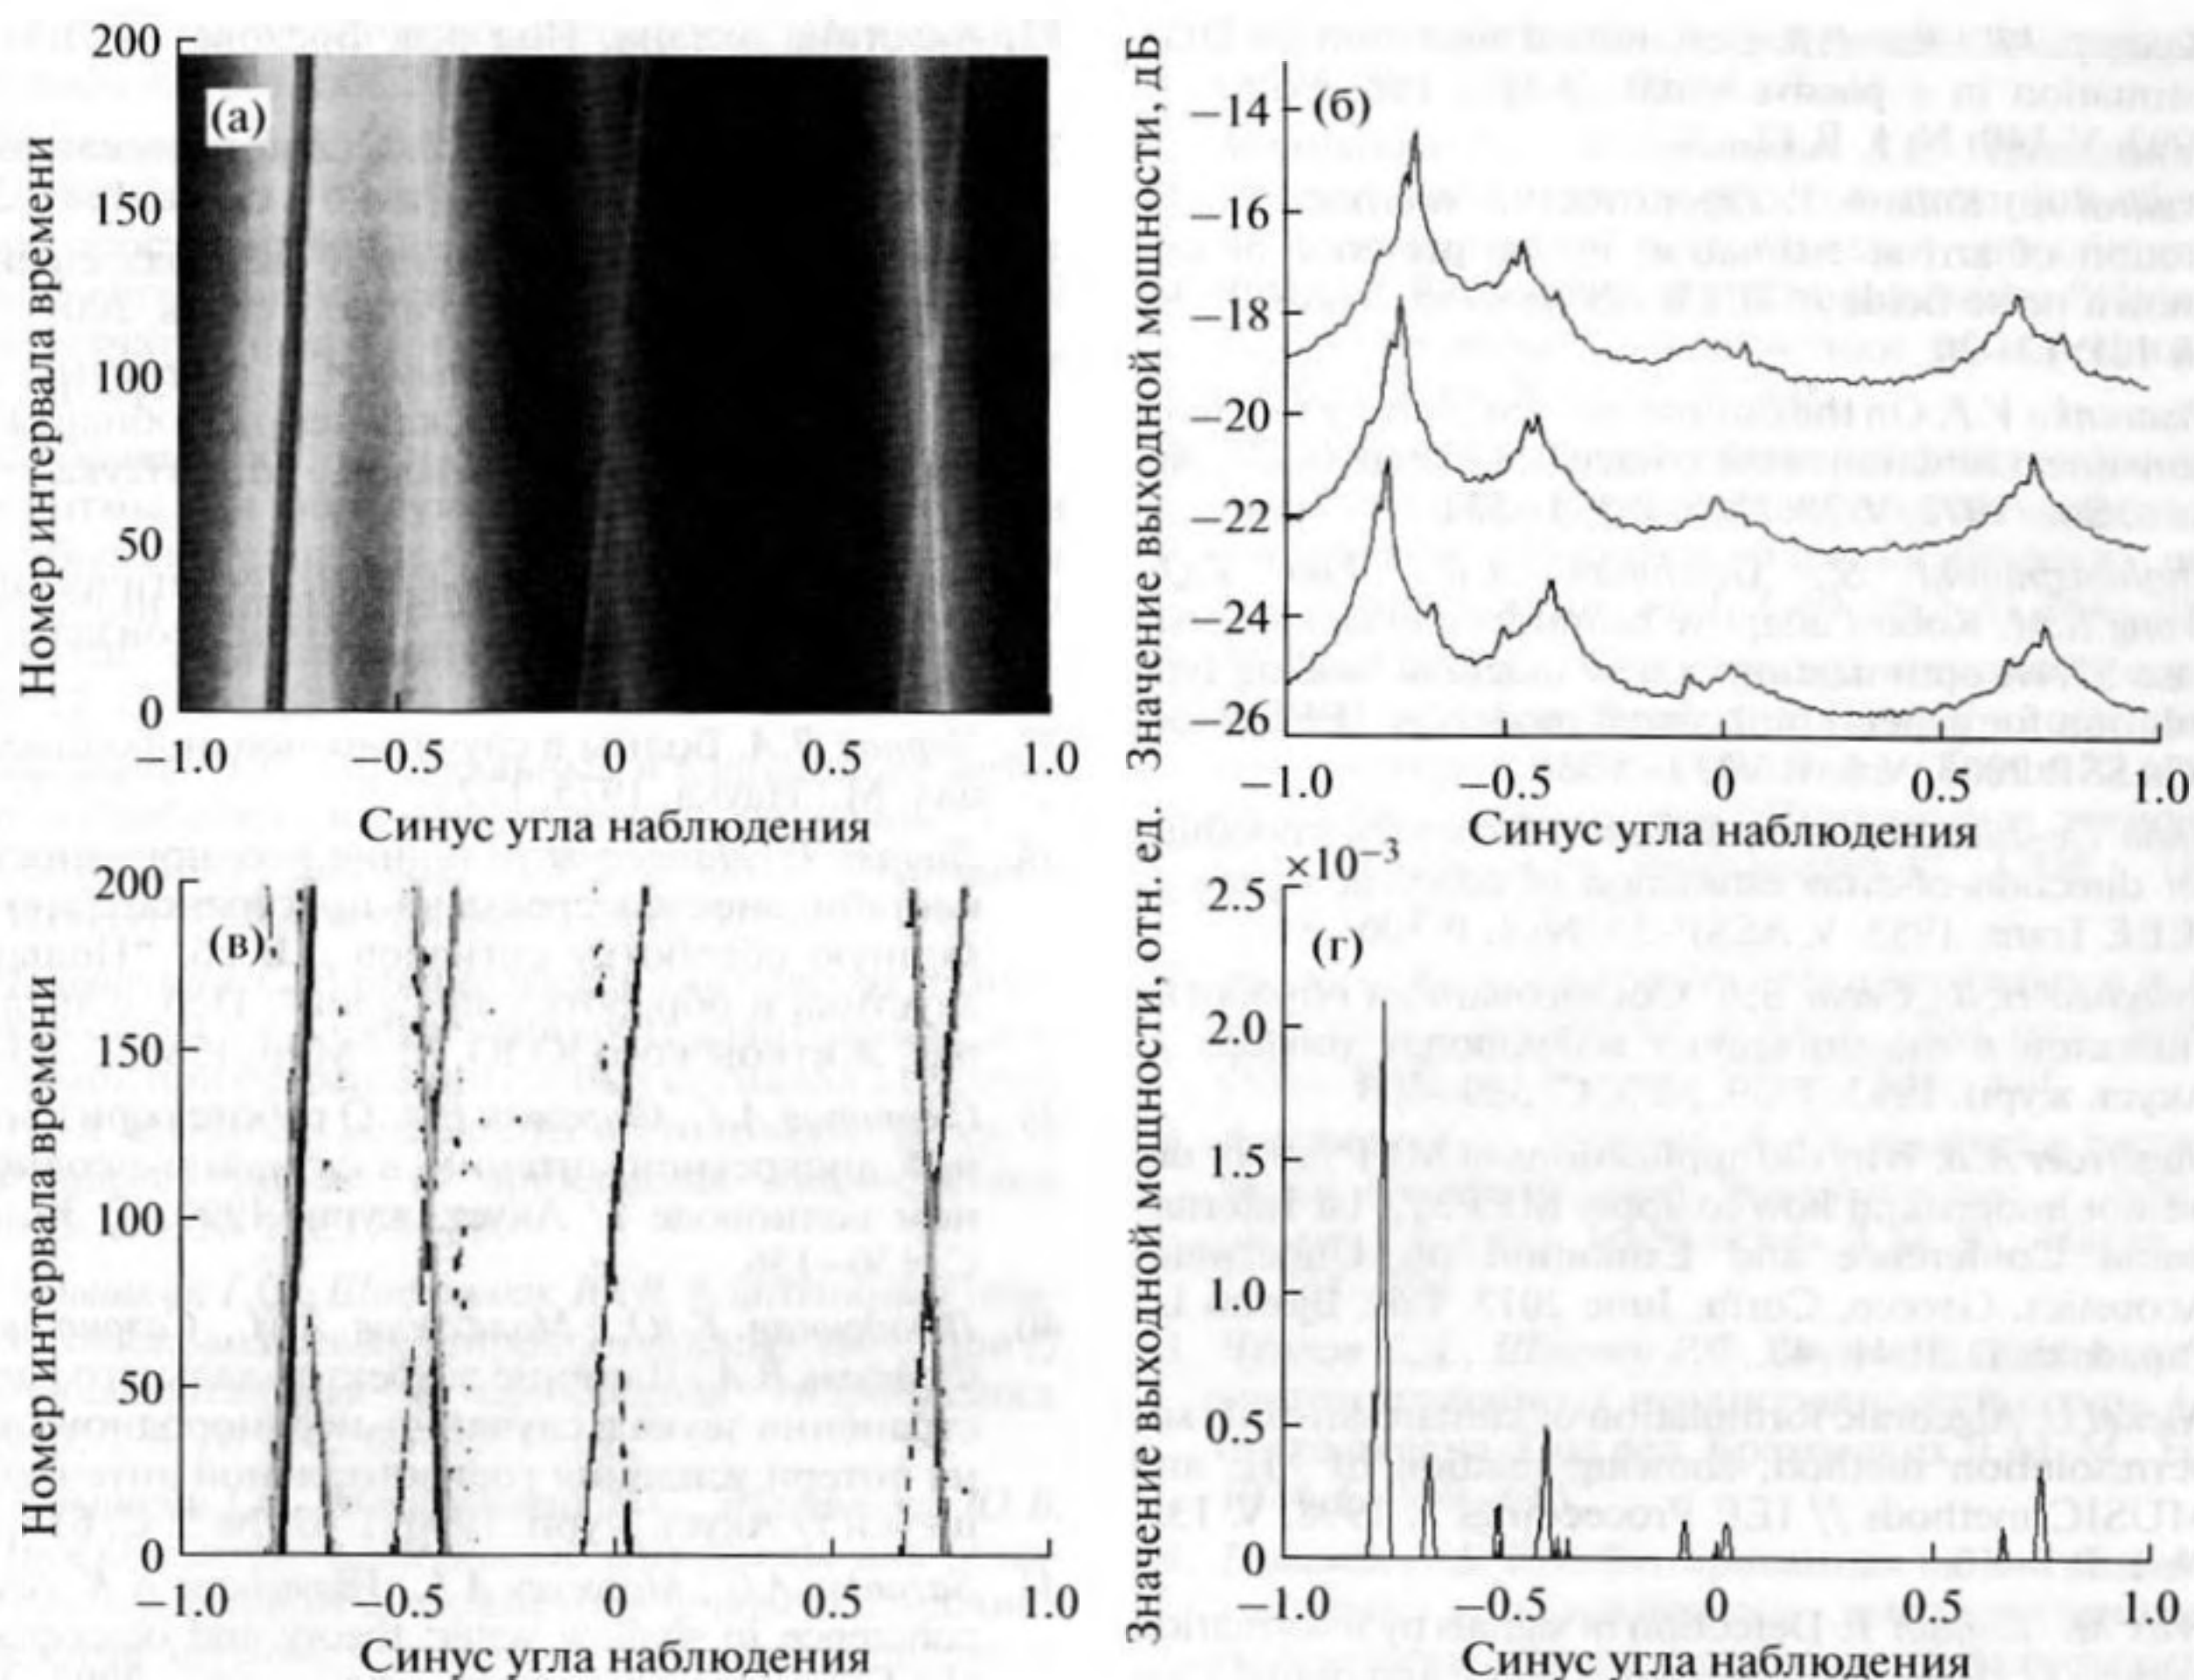 200
150
100
50
0
Номер интервала времени
(а)
−1.0 −0.5 0 0.5 1.0
Синус угла наблюдения
Значение выходной мощности, дБ
−14
−16
−18
−20
−22
−24
−26
(б)
−1.0 −0.5 0 0.5 1.0
Синус угла наблюдения
200
150
100
50
0
Номер интервала времени
(в)
−1.0 −0.5 0 0.5 1.0
Синус угла наблюдения
Значение выходной мощности, отн. ед.
×10−3
2.5
2.0
1.5
1.0
0.5
0
(г)
−1.0 −0.5 0 0.5 1.0
Синус угла наблюдения